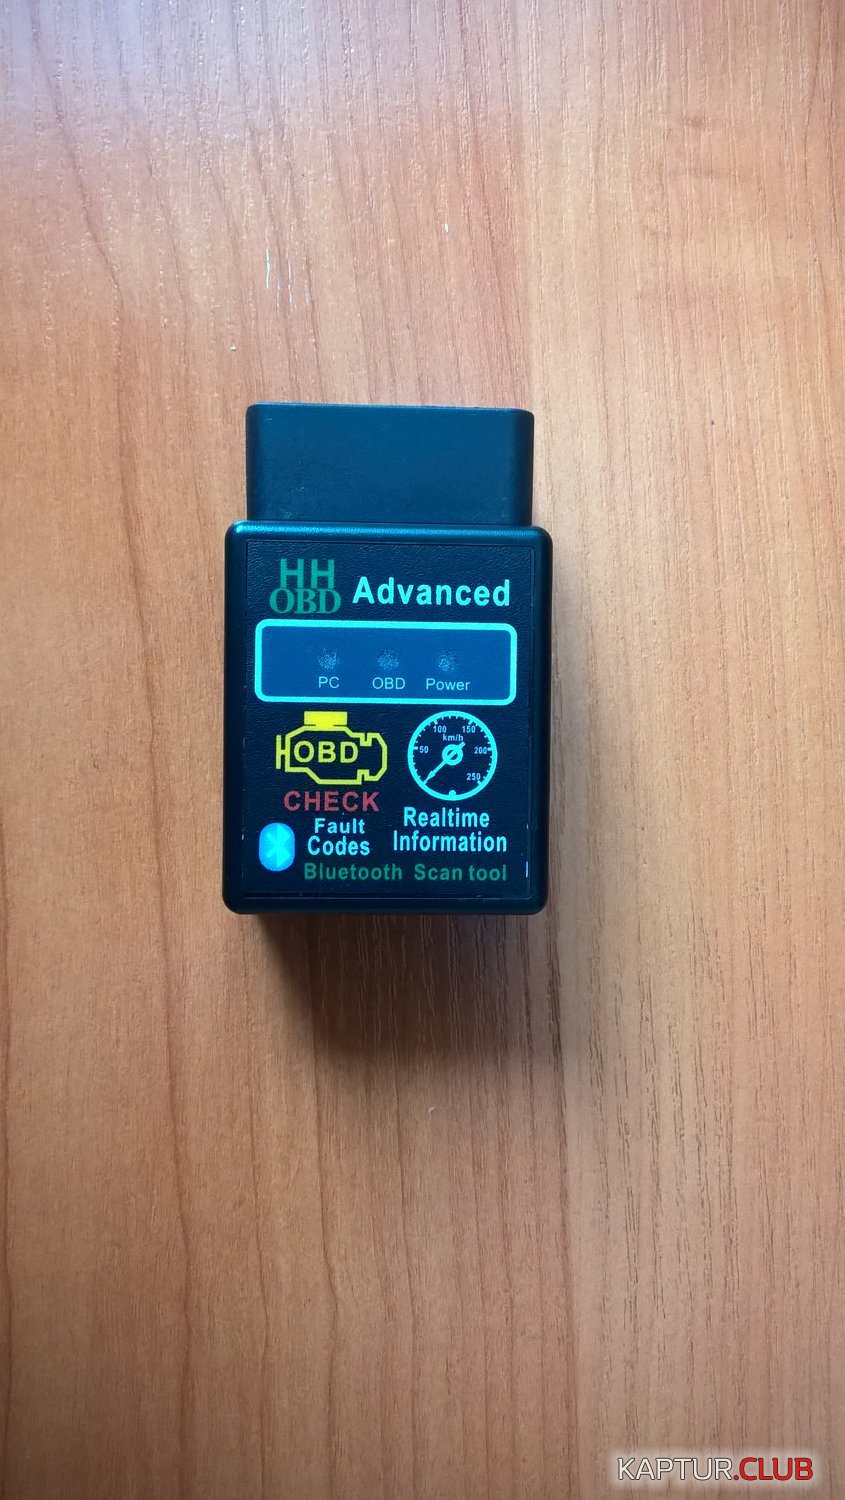 HH
OBD Advanced
PC OBD Power
OBD
50 100 km/h 150 200 250
CHECK
Fault
Codes
Realtime
Information
Bluetooth Scan tool
KAPTUR.CLUB